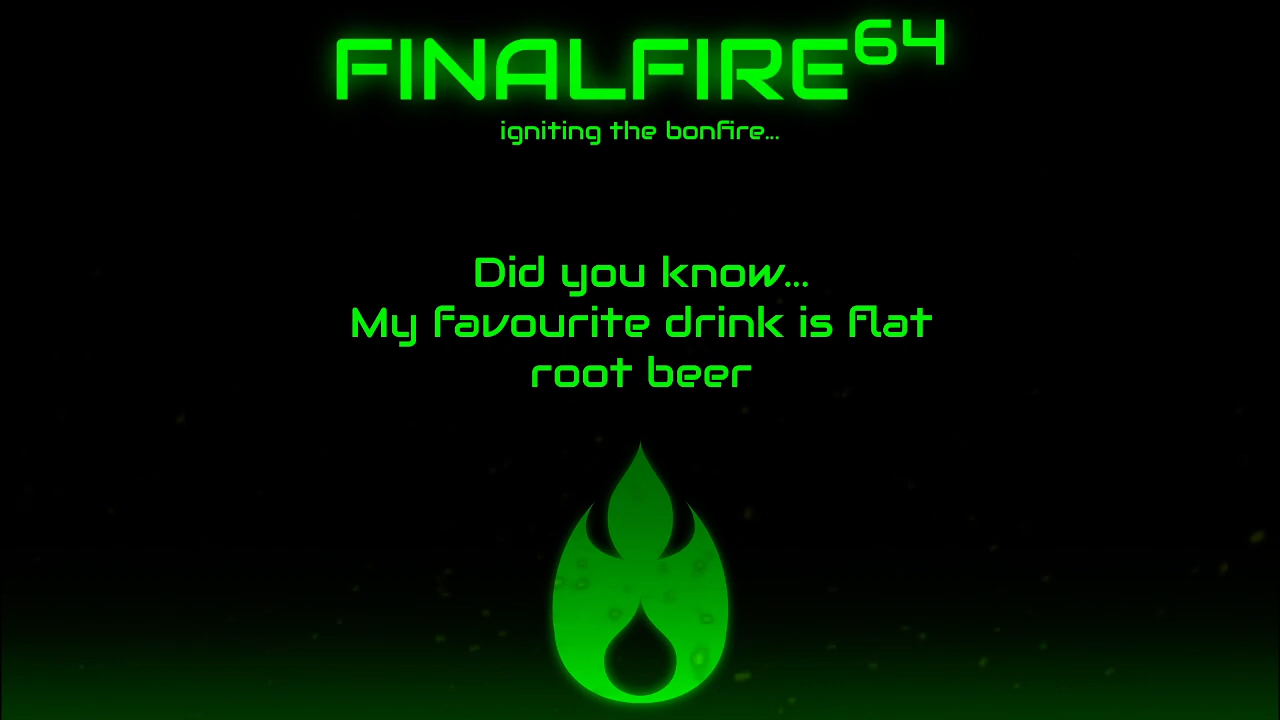 FINALFIRE64
igniting the bonfire...
Did you know...
My favourite drink is flat
root beer